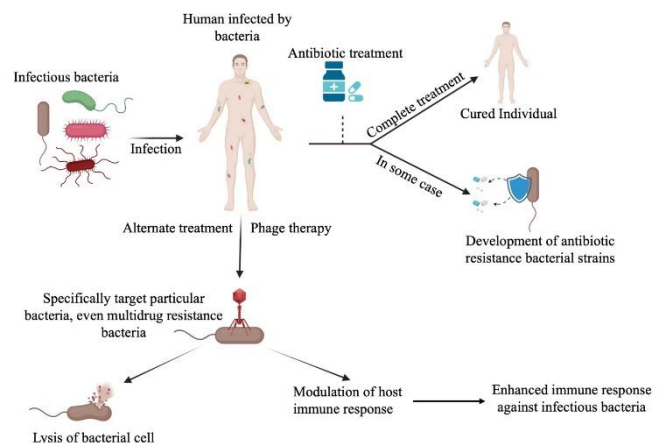 Human infected by
bacteria
Infectious bacteria
Antibiotic treatment
Infection
Complete treatment
Cured Individual
In some case
Development of antibiotic
resistance bacterial strains
Alternate treatment
Phage therapy
Specifically target particular
bacteria, even multidrug resistance
bacteria
Lysis of bacterial cell
Modulation of host
immune response
Enhanced immune response
against infectious bacteria